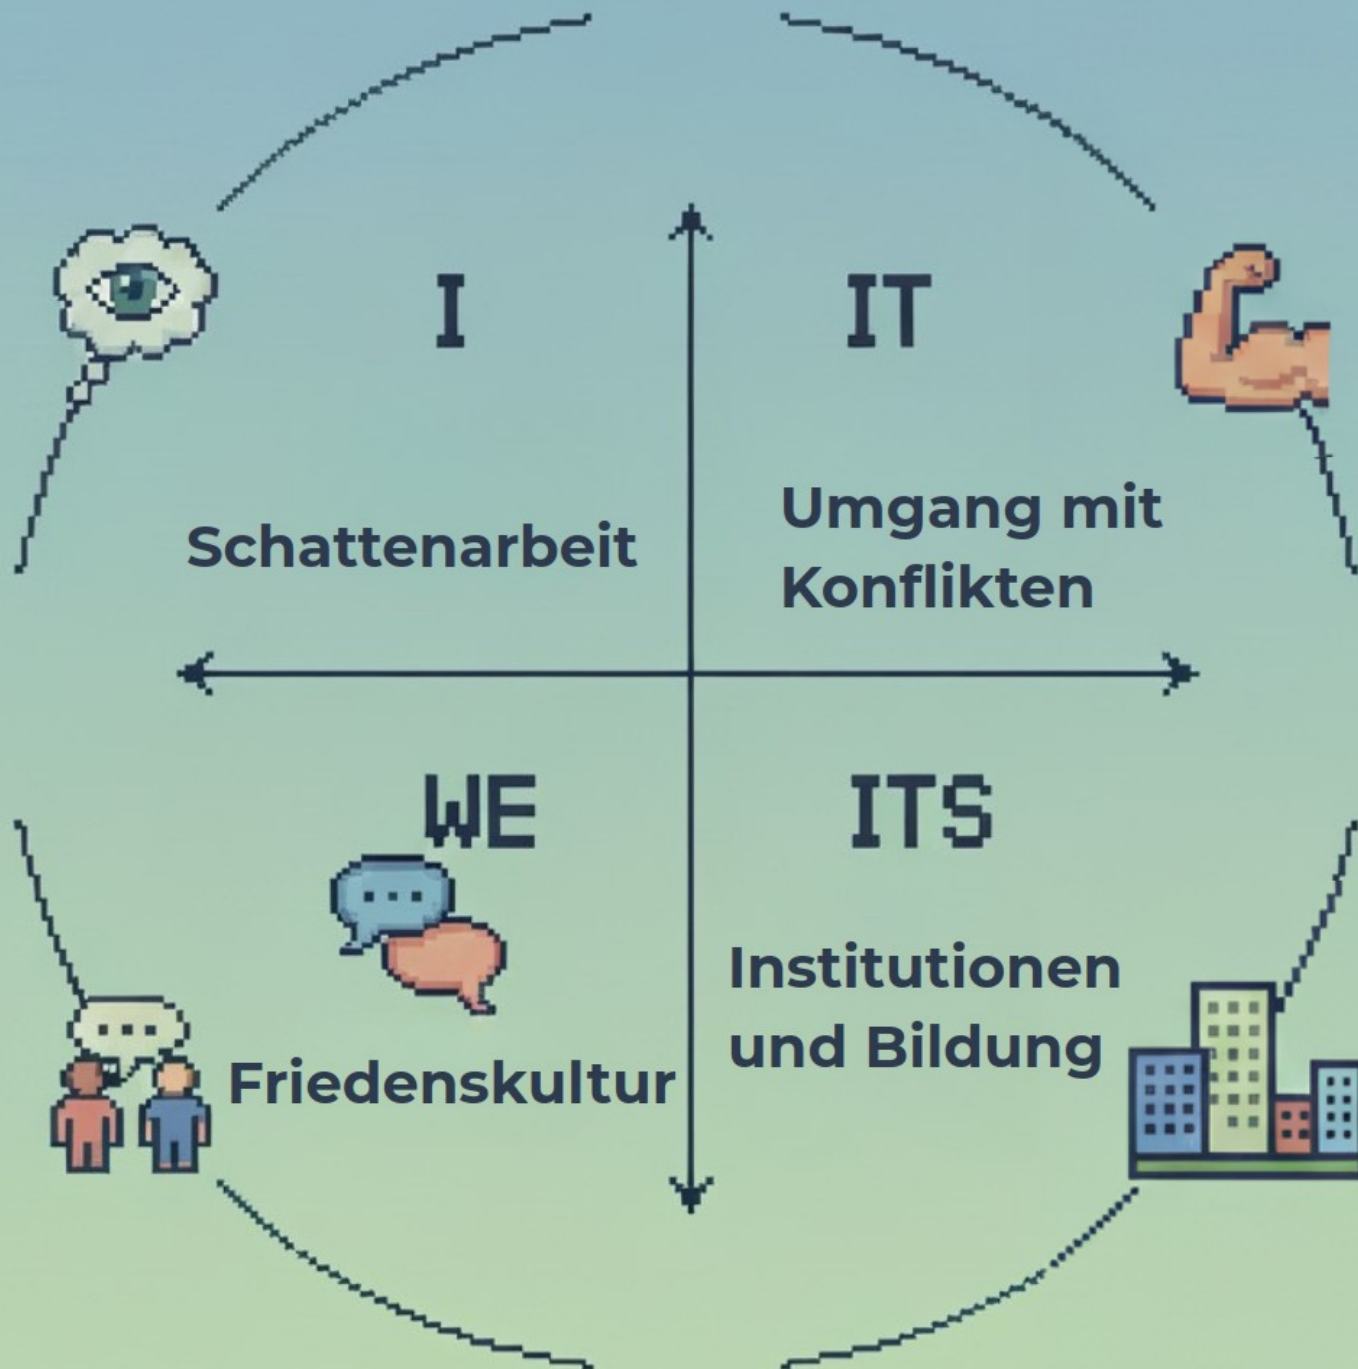 I
IT
Schattenarbeit
Umgang mit
Konflikten
WE
ITS
Friedenskultur
Institutionen
und Bildung